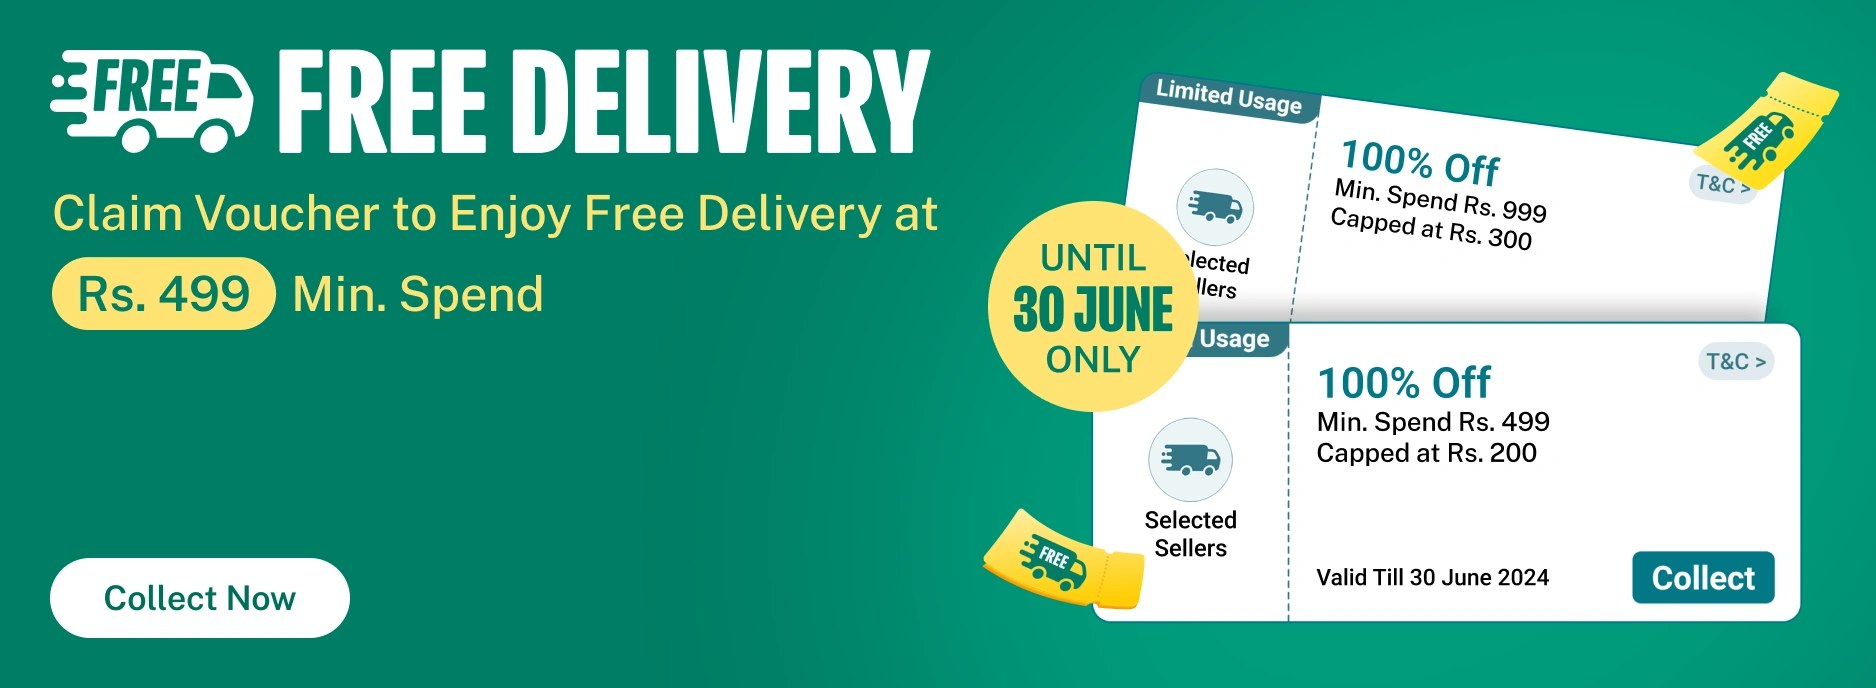 FREE
FREE DELIVERY
Claim Voucher to Enjoy Free Delivery at
Rs. 499 Min. Spend
Collect Now
UNTIL
30 JUNE
ONLY
Limited Usage
100% Off
Min. Spend Rs. 999
Capped at Rs. 300
T&C >
FREE
Usage
100% Off
Min. Spend Rs. 499
Capped at Rs. 200
T&C >
Selected
Sellers
Valid Till 30 June 2024
Collect
FREE